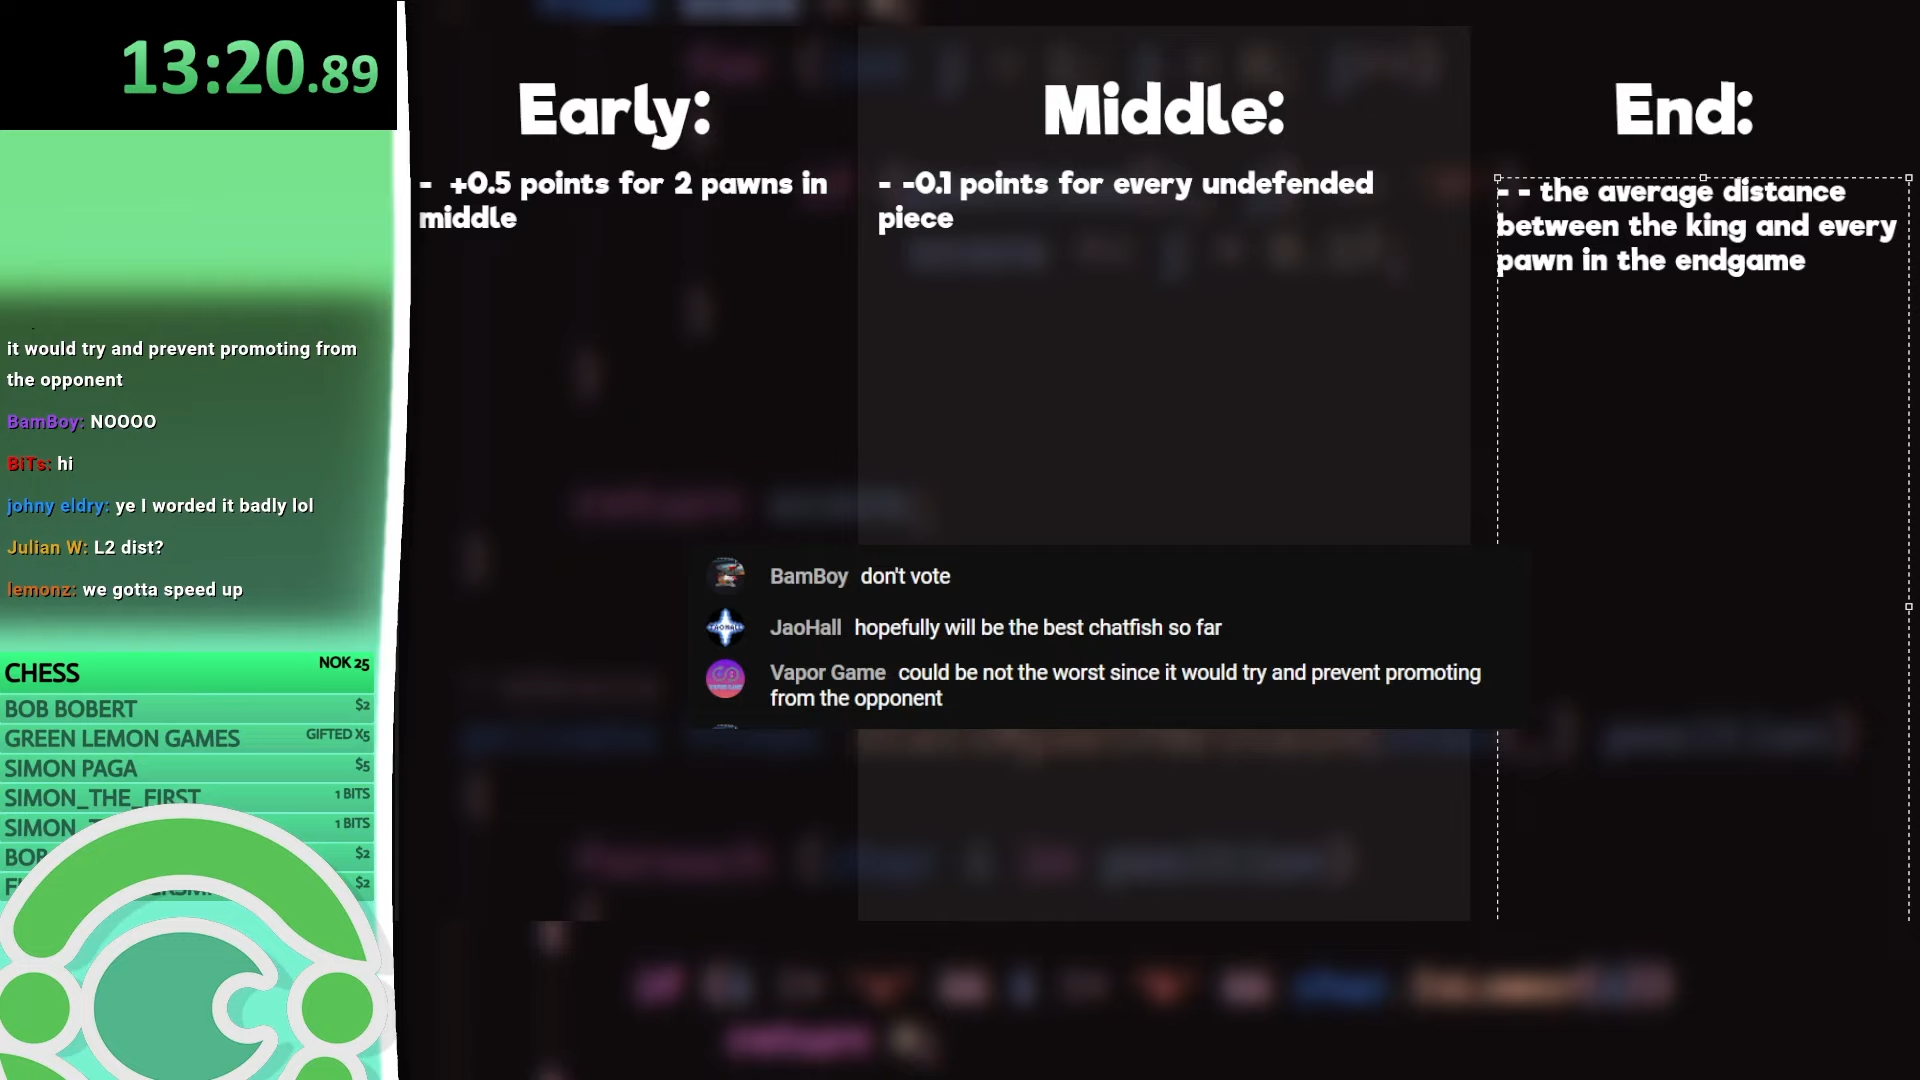 13:20.89
Early:
- +0.5 points for 2 pawns in
middle
Middle:
- -0.1 points for every undefended
piece
End:
- - the average distance
between the king and every
pawn in the endgame
it would try and prevent promoting from
the opponent
BamBoy: NOOOO
BiTs: hi
johny eldry: ye I worded it badly lol
Julian W: L2 dist?
lemonz: we gotta speed up
BamBoy don't vote
JaoHall hopefully will be the best chatfish so far
Vapor Game could be not the worst since it would try and prevent promoting
from the opponent
CHESS NOK 25
BOB BOBERT $2
GREEN LEMON GAMES GIFTED X5
SIMON PAGA $5
SIMON_THE_FIRST 1 BITS
SIMON_ 1 BITS
BOB $2
$2